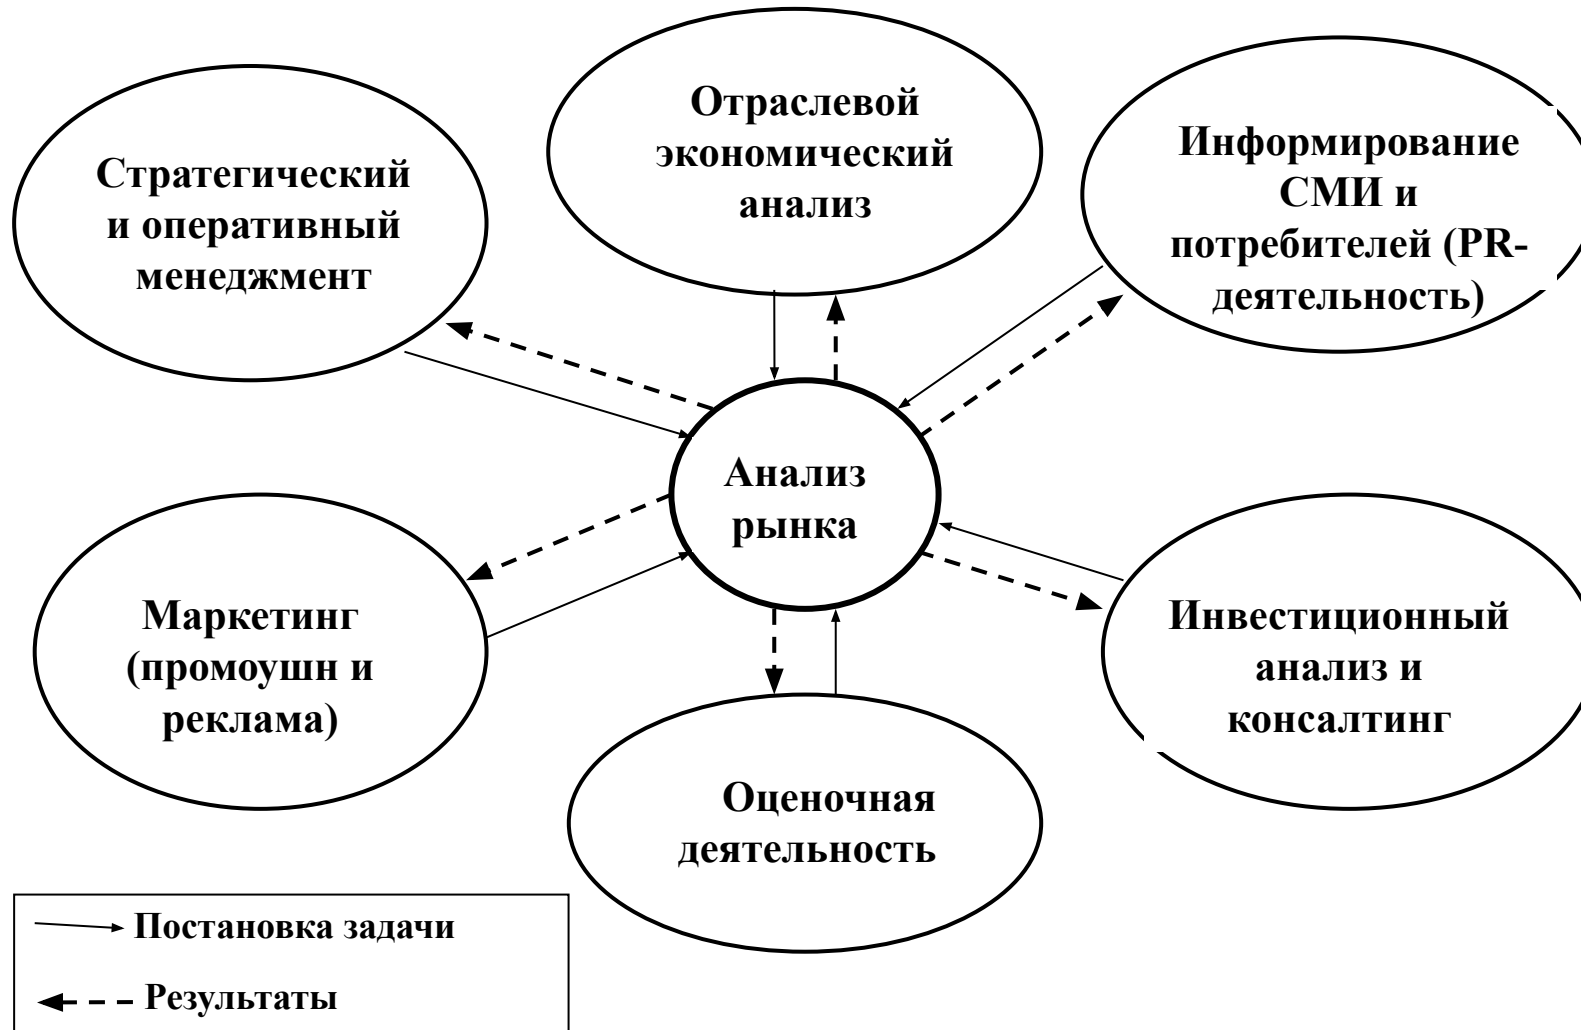 Отраслевой
экономический
анализ
Стратегический
и оперативный
менеджмент
Информирование
СМИ и
потребителей (PR-
деятельность)
Анализ
рынка
Маркетинг
(промоушн и
реклама)
Инвестиционный
анализ и
консалтинг
Оценочная
деятельность
Постановка задачи
Результаты